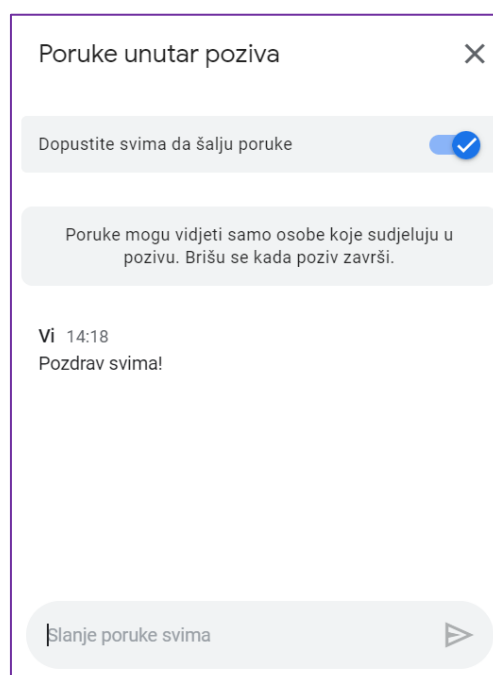 Poruke unutar poziva
Dopustite svima da šalju poruke
Poruke mogu vidjeti samo osobe koje sudjeluju u
pozivu. Brišu se kada poziv završi.
Vi 14:18
Pozdrav svima!
Slanje poruke svima